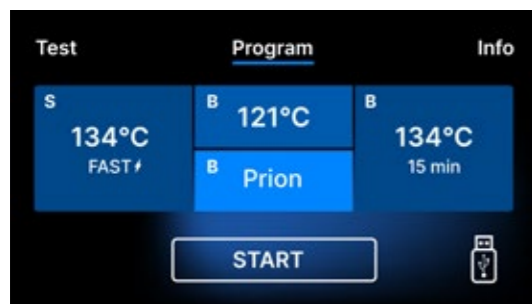 Test Program Info
S
134°C
FAST
B
121°C
B
Prion
B
134°C
15 min
START